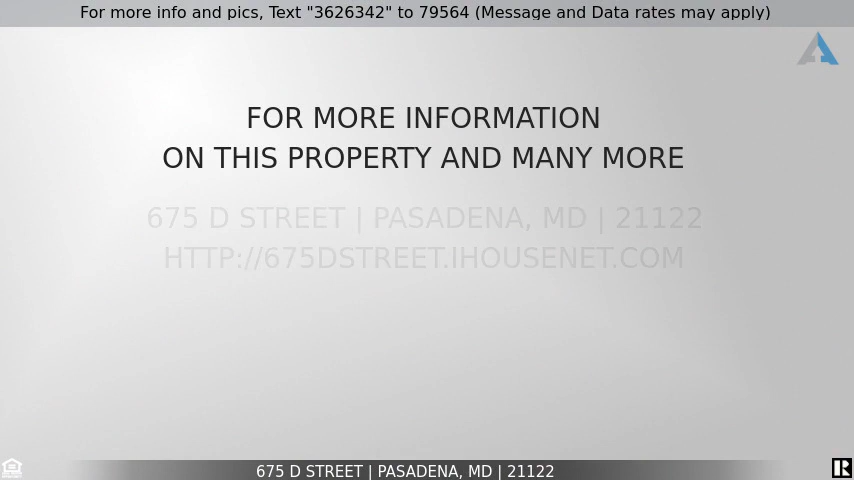 For more info and pics, Text "3626342" to 79564 (Message and Data rates may apply)
FOR MORE INFORMATION
ON THIS PROPERTY AND MANY MORE
675 D STREET | PASADENA, MD | 21122
HTTP://675DSTREET.IHOUSENET.COM
675 D STREET | PASADENA, MD | 21122